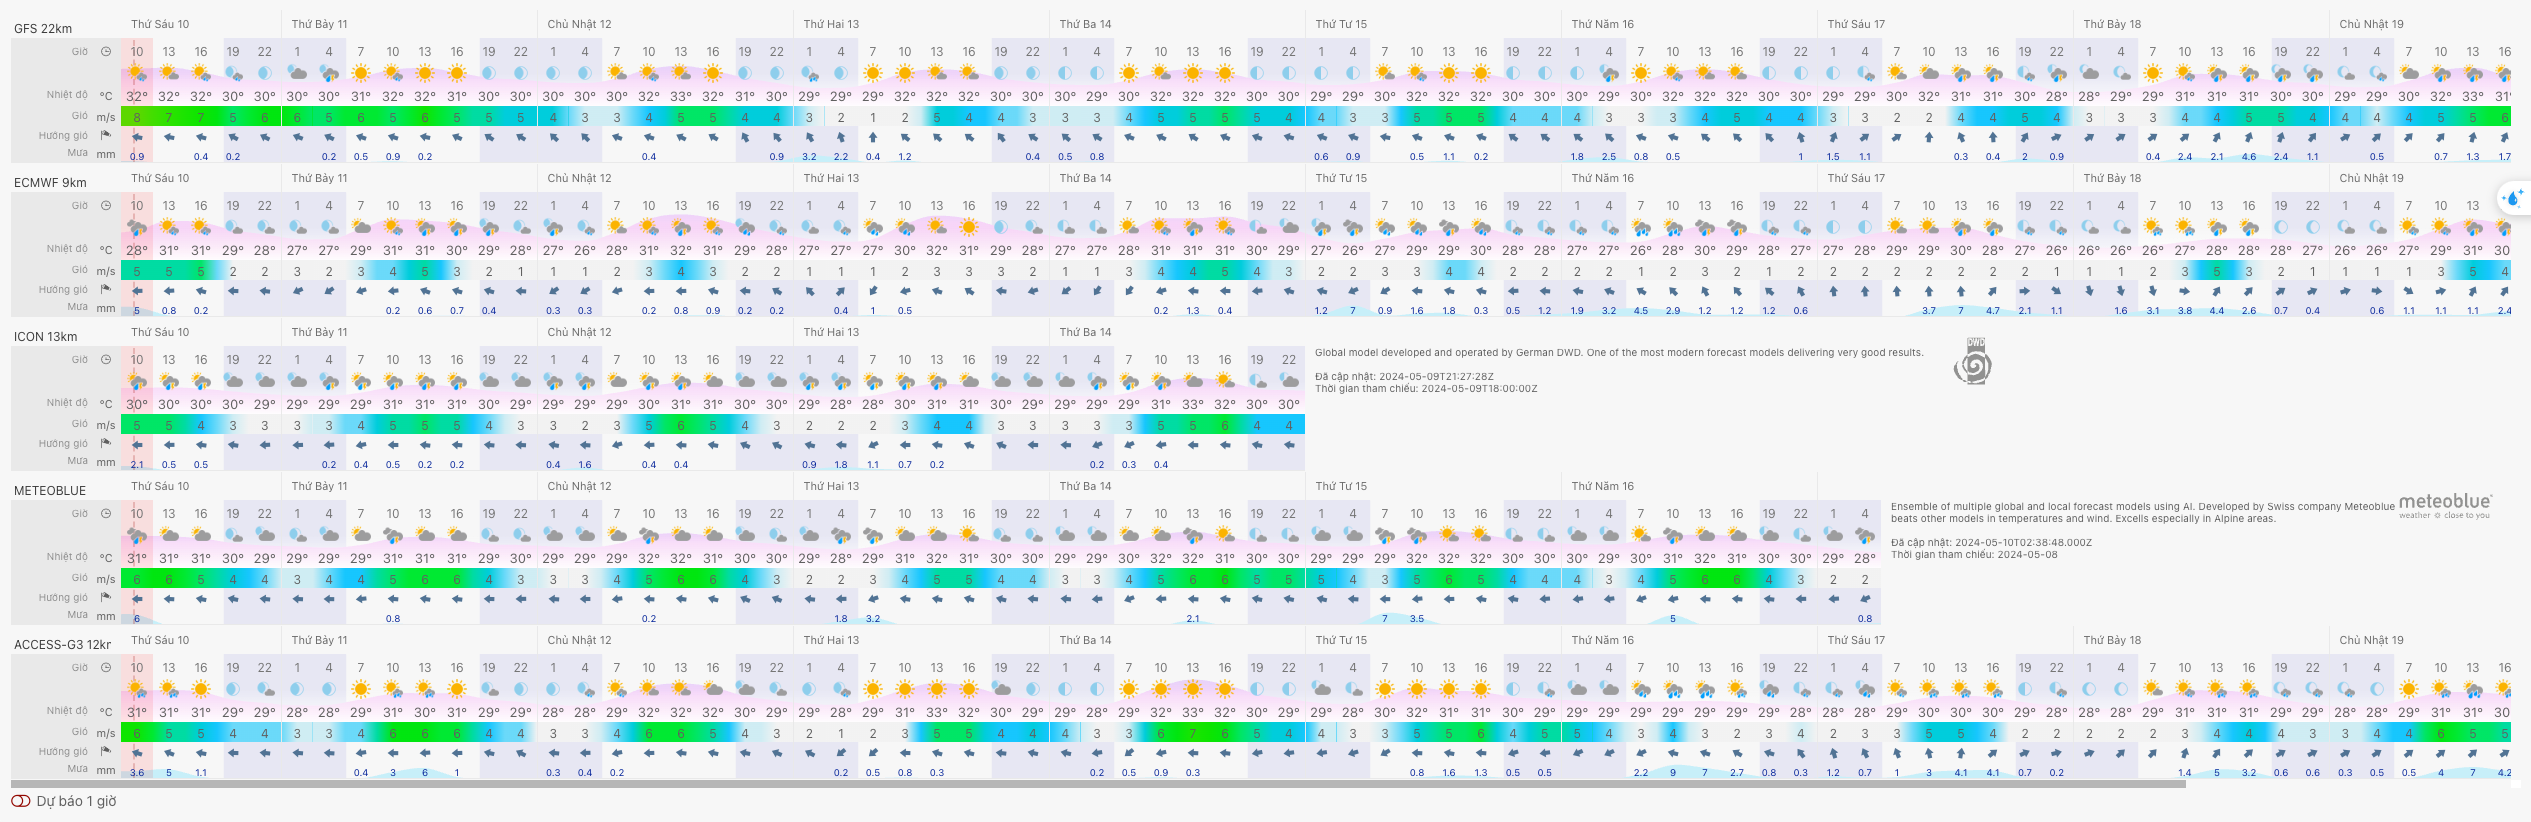 GFS 22km
Thứ Sáu 10 Thứ Bảy 11 Chủ Nhật 12 Thứ Hai 13 Thứ Ba 14 Thứ Tư 15 Thứ Năm 16 Thứ Sáu 17 Thứ Bảy 18 Chủ Nhật 19
Giờ 10 13 16 19 22 1 4 7 10 13 16 19 22 1 4 7 10 13 16 19 22 1 4 7 10 13 16 19 22 1 4 7 10 13 16 19 22 1 4 7 10 13 16 19 22 1 4 7 10 13 16 19 22 1 4 7 10 13 16 19 22 1 4 7 10 13 16 19 22 1 4 7 10 13 16
Nhiệt độ °C 32° 32° 32° 30° 30° 30° 30° 31° 32° 32° 31° 30° 30° 30° 30° 30° 32° 33° 32° 31° 30° 29° 29° 29° 30° 31° 31° 30° 30° 30° 29° 30° 32° 32° 32° 30° 30° 29° 29° 30° 32° 32° 32° 30° 30° 30° 29° 30° 32° 32° 32° 30° 30° 29° 29° 30° 30° 31° 31° 30° 28° 28° 29° 29° 30° 31° 31° 30° 30° 29° 29° 30° 32° 33° 31°
Gió m/s 8 7 7 5 6 6 5 6 5 6 5 5 5 4 3 3 4 5 5 4 4 3 2 1 2 5 4 4 3 3 3 4 5 5 5 5 4 4 3 3 5 5 5 4 4 4 3 3 3 4 5 4 4 3 3 2 2 4 4 5 4 3 3 3 4 4 5 5 4 4 4 4 5 5 6
Hướng gió
Mưa mm 0.9 0.4 0.2 0.2 0.5 0.9 0.2 0.4 0.9 3.2 2.2 0.4 1.2 0.4 0.5 0.8 0.6 0.9 0.5 1.1 0.2 1.8 2.5 0.8 0.5 1 1.5 1.1 0.3 0.4 2 0.9 0.4 2.4 2.1 4.6 2.4 1.1 0.5 0.7 1.3 1.7
ECMWF 9km
Thứ Sáu 10 Thứ Bảy 11 Chủ Nhật 12 Thứ Hai 13 Thứ Ba 14 Thứ Tư 15 Thứ Năm 16 Thứ Sáu 17 Thứ Bảy 18 Chủ Nhật 19
Giờ 10 13 16 19 22 1 4 7 10 13 16 19 22 1 4 7 10 13 16 19 22 1 4 7 10 13 16 19 22 1 4 7 10 13 16 19 22 1 4 7 10 13 16 19 22 1 4 7 10 13 16 19 22 1 4 7 10 13 16 19 22 1 4 7 10 13 16 19 22 1 4 7 10 13
Nhiệt độ °C 28° 31° 31° 29° 28° 27° 27° 29° 31° 31° 30° 29° 28° 27° 26° 28° 31° 32° 31° 29° 28° 27° 27° 27° 30° 32° 31° 29° 28° 27° 27° 28° 31° 31° 31° 30° 29° 27° 26° 27° 29° 29° 30° 28° 28° 27° 27° 26° 28° 30° 30° 28° 28° 27° 28° 29° 30° 29° 28° 27° 26° 26° 26° 26° 27° 28° 28° 28° 27° 26° 26° 27° 29° 31° 30
Gió m/s 5 5 5 2 2 3 2 3 4 5 3 2 1 1 1 2 3 4 3 2 2 1 1 1 2 3 3 3 2 1 1 3 4 4 5 4 3 2 2 3 3 4 4 2 2 2 2 1 2 3 2 1 2 2 2 2 2 2 2 2 1 1 1 2 3 5 3 2 1 1 1 1 3 5 4
Hướng gió
Mưa mm 5 0.8 0.2 0.2 0.6 0.7 0.4 0.3 0.3 0.2 0.8 0.9 0.2 0.2 0.4 1 0.5 0.2 1.3 0.4 1.2 7 0.9 1.6 1.8 0.3 0.5 1.2 1.9 3.2 4.5 2.9 1.2 1.2 1.2 0.6 3.7 7 4.7 2.1 1.1 1.6 3.1 3.8 4.4 2.6 0.7 0.4 0.6 1.1 1.1 1.1 2.4
ICON 13km
Thứ Sáu 10 Thứ Bảy 11 Chủ Nhật 12 Thứ Hai 13 Thứ Ba 14
Giờ 10 13 16 19 22 1 4 7 10 13 16 19 22 1 4 7 10 13 16 19 22 1 4 7 10 13 16 19 22 1 4 7 10 13 16 19 22
Nhiệt độ °C 30° 30° 30° 30° 29° 29° 29° 29° 31° 31° 31° 30° 29° 29° 29° 29° 30° 31° 31° 30° 29° 29° 28° 28° 30° 31° 31° 30° 29° 29° 29° 29° 31° 33° 32° 30° 30°
Gió m/s 5 5 4 3 3 3 3 4 5 5 5 4 3 3 2 3 5 6 5 4 3 2 2 2 3 4 4 3 3 3 3 3 5 5 6 4 4
Hướng gió
Mưa mm 2.1 0.5 0.5 0.2 0.4 0.5 0.2 0.2 0.4 1.6 0.4 0.4 0.9 1.8 1.1 0.7 0.2 0.2 0.3 0.4
Global model developed and operated by German DWD. One of the most modern forecast models delivering very good results.
DWD
Đã cập nhật: 2024-05-09T21:27:28Z
Thời gian tham chiếu: 2024-05-09T18:00:00Z
METEOBLUE
Thứ Sáu 10 Thứ Bảy 11 Chủ Nhật 12 Thứ Hai 13 Thứ Ba 14 Thứ Tư 15 Thứ Năm 16
Giờ 10 13 16 19 22 1 4 7 10 13 16 19 22 1 4 7 10 13 16 19 22 1 4 7 10 13 16 19 22 1 4 7 10 13 16 19 22 1 4 7 10 13 16 19 22 1 4 7 10 13 16 19 22 1 4
Nhiệt độ °C 31° 31° 31° 30° 30° 29° 29° 30° 31° 30° 31° 30° 29° 29° 29° 30° 31° 32° 31° 30° 30° 29° 28° 29° 31° 32° 31° 30° 30° 29° 29° 30° 31° 32° 32° 30° 30° 29° 29° 29° 31° 32° 31° 30° 30° 29° 29° 30° 31° 32° 31° 30° 30° 29° 28°
Gió m/s 6 6 5 4 4 3 4 4 5 6 6 4 3 3 3 4 5 6 6 4 3 2 2 3 4 5 5 4 4 3 3 4 5 6 6 5 5 5 4 3 5 6 5 4 4 4 3 4 5 6 6 4 3 2 2
Hướng gió
Mưa mm 6 0.8 0.2 1.8 3.2 2.1 7 3.5 5 0.8
Ensemble of multiple global and local forecast models using AI. Developed by Swiss company Meteoblue
beats other models in temperatures and wind. Excells especially in Alpine areas.
meteoblue
weather close to you
Đã cập nhật: 2024-05-10T02:38:48.000Z
Thời gian tham chiếu: 2024-05-08
ACCESS-G3 12kr
Thứ Sáu 10 Thứ Bảy 11 Chủ Nhật 12 Thứ Hai 13 Thứ Ba 14 Thứ Tư 15 Thứ Năm 16 Thứ Sáu 17 Thứ Bảy 18 Chủ Nhật 19
Giờ 10 13 16 19 22 1 4 7 10 13 16 19 22 1 4 7 10 13 16 19 22 1 4 7 10 13 16 19 22 1 4 7 10 13 16 19 22 1 4 7 10 13 16 19 22 1 4 7 10 13 16 19 22 1 4 7 10 13 16 19 22 1 4 7 10 13 16 19 22 1 4 7 10 13 16
Nhiệt độ °C 31° 31° 31° 29° 29° 28° 28° 29° 31° 30° 31° 29° 29° 28° 28° 29° 32° 32° 32° 30° 29° 29° 28° 29° 31° 33° 32° 30° 29° 29° 28° 29° 32° 33° 32° 30° 29° 29° 28° 30° 32° 32° 31° 30° 29° 29° 29° 29° 29° 29° 29° 29° 28° 28° 28° 29° 30° 30° 30° 29° 29° 28° 28° 29° 31° 31° 31° 29° 29° 28° 28° 29° 31° 31° 30
Gió m/s 6 5 5 4 4 3 3 4 6 6 6 4 4 3 3 4 6 6 5 4 3 2 1 2 3 5 5 4 4 4 3 3 6 7 6 5 4 4 3 3 5 5 6 4 5 5 4 3 4 3 2 3 4 2 3 3 5 5 4 2 2 2 2 2 3 4 4 4 3 3 4 4 6 5 5
Hướng gió
Mưa mm 3.6 5 1.1 0.4 3 6 1 0.3 0.4 0.2 0.2 0.5 0.8 0.3 0.2 0.5 0.9 0.3 0.8 1.6 1.3 0.5 0.5 2.2 9 7 2.7 0.8 0.3 1.2 0.7 1 3 4.1 4.1 0.7 0.2 1.4 5 3.2 0.6 0.6 0.3 0.5 0.5 4 7 4.2
Dự báo 1 giờ